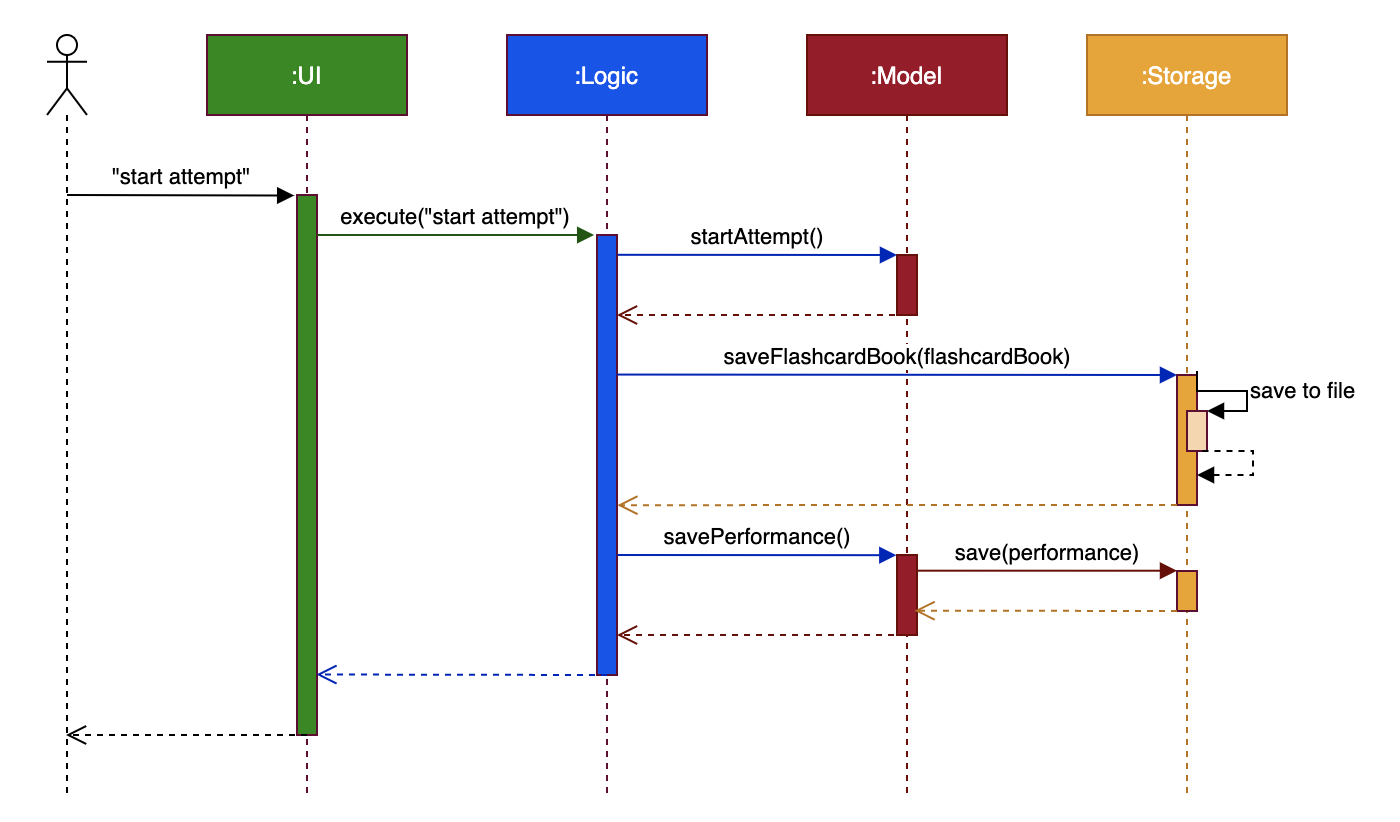 :UI
:Logic
:Model
:Storage
"start attempt"
execute("start attempt")
startAttempt()
saveFlashcardBook(flashcardBook)
save to file
savePerformance()
save(performance)